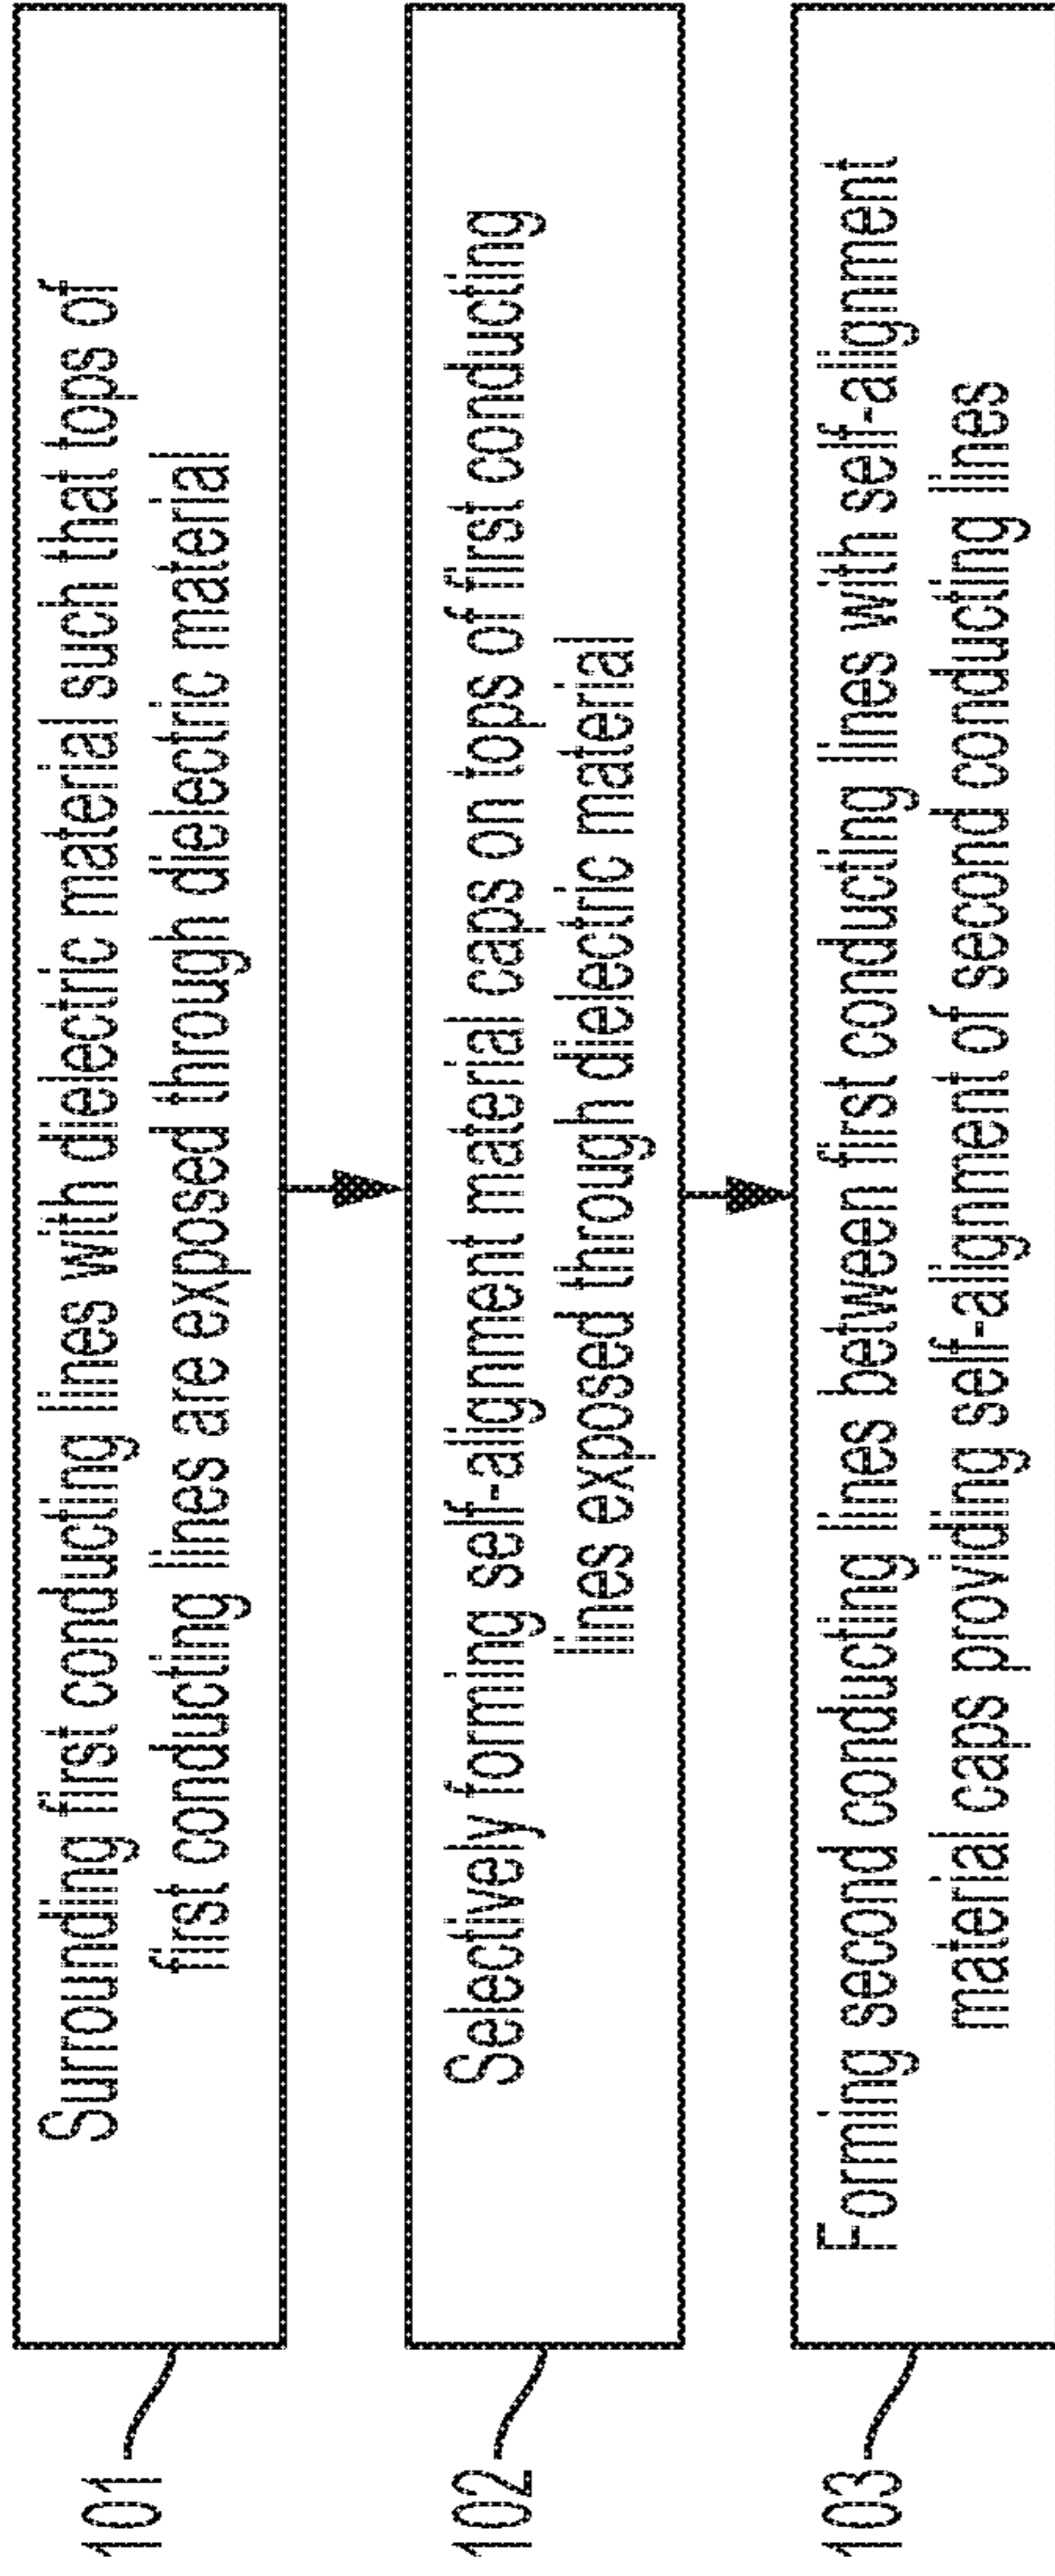 101
Surrounding first conducting lines with dielectric material such that tops of
first conducting lines are exposed through dielectric material
102
Selectively forming self-alignment material caps on tops of first conducting
lines exposed through dielectric material
103
Forming second conducting lines between first conducting lines with self-alignment
material caps providing self-alignment of second conducting lines